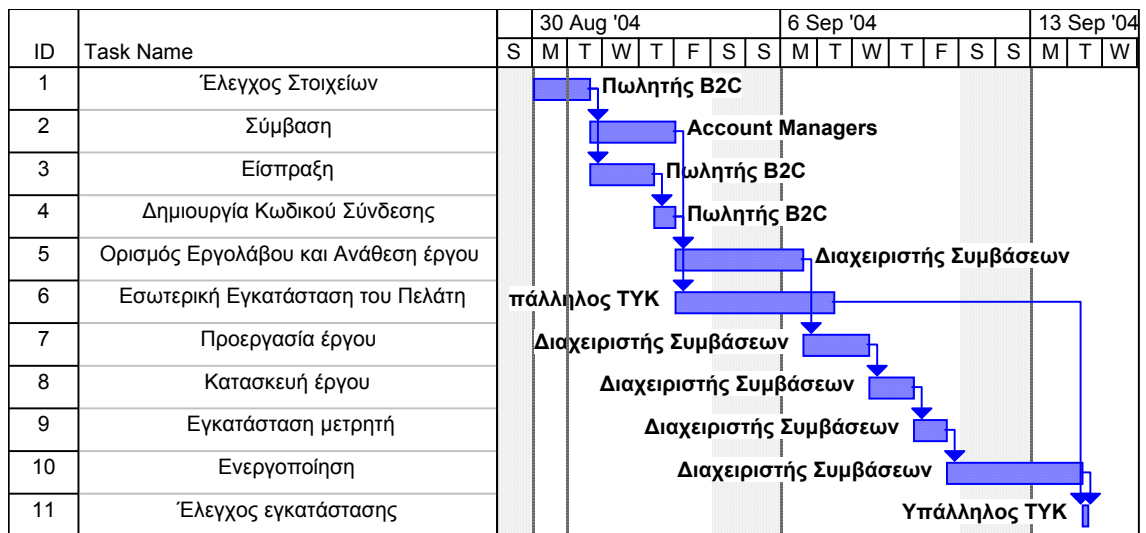 30 Aug '04 6 Sep '04 13 Sep '04
ID Task Name S M T W T F S S M T W T F S S M T W
1 Έλεγχος Στοιχείων Πωλητής B2C
2 Σύμβαση Account Managers
3 Είσπραξη Πωλητής B2C
4 Δημιουργία Κωδικού Σύνδεσης Πωλητής B2C
5 Ορισμός Εργολάβου και Ανάθεση έργου Διαχειριστής Συμβάσεων
6 Εσωτερική Εγκατάσταση του Πελάτη πάλληλος ΤΥΚ
7 Προεργασία έργου Διαχειριστής Συμβάσεων
8 Κατασκευή έργου Διαχειριστής Συμβάσεων
9 Εγκατάσταση μετρητή Διαχειριστής Συμβάσεων
10 Ενεργοποίηση Διαχειριστής Συμβάσεων
11 Έλεγχος εγκατάστασης Υπάλληλος ΤΥΚ